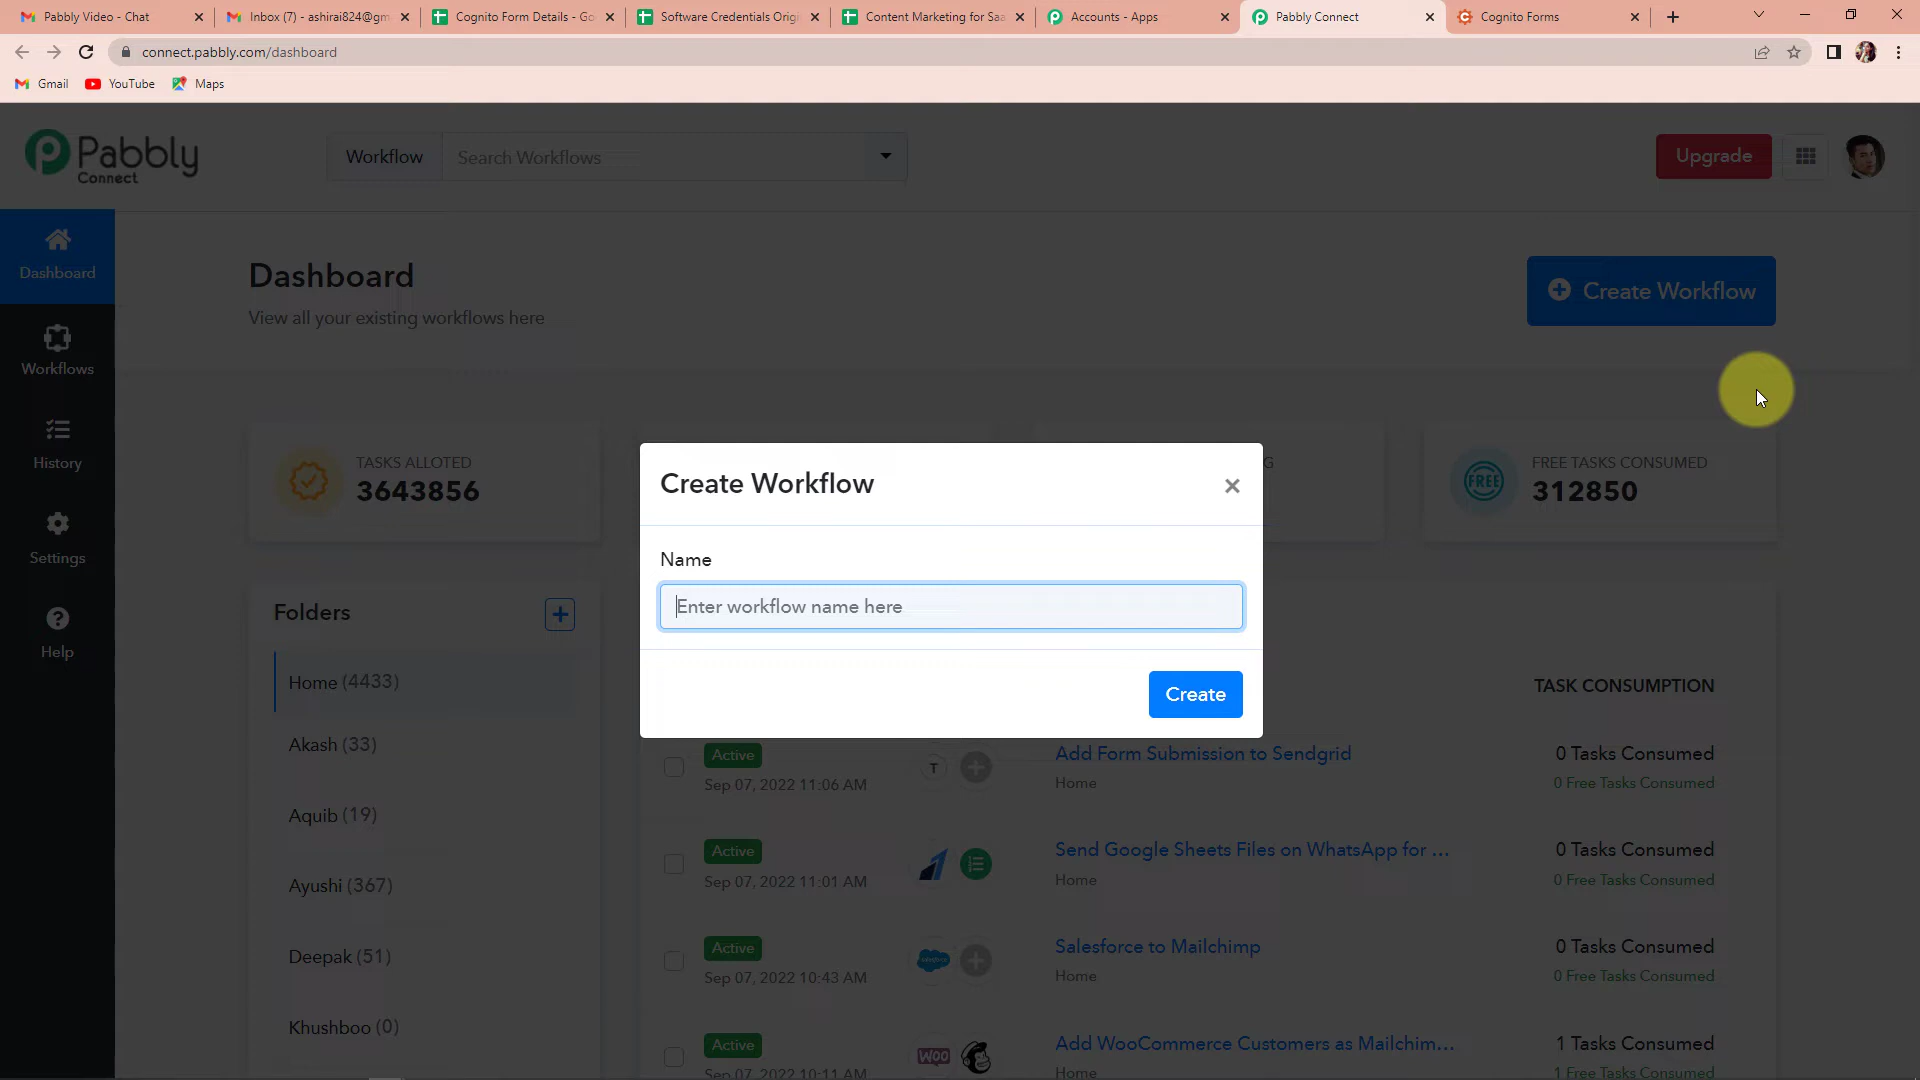 Pabbly Video - Chat
Inbox (7) - ashirai824@gm
Cognito Form Details - Go
Software Credentials Origi
Content Marketing for Saa
Accounts - Apps
Pabbly Connect
Cognito Forms
connect.pabbly.com/dashboard
Gmail
YouTube
Maps
Pabbly
Connect
Workflow
Search Workflows
Upgrade
Dashboard
Workflows
History
Settings
Help
Dashboard
View all your existing workflows here
Create Workflow
TASKS ALLOTED
3643856
G
FREE
FREE TASKS CONSUMED
312850
Create Workflow
×
Name
Enter workflow name here
Create
Folders
Home (4433)
Akash (33)
Aquib (19)
Ayushi (367)
Deepak (51)
Khushboo (0)
TASK CONSUMPTION
Active
Sep 07, 2022 11:06 AM
T
Add Form Submission to Sendgrid
Home
0 Tasks Consumed
0 Free Tasks Consumed
Active
Sep 07, 2022 11:01 AM
Send Google Sheets Files on WhatsApp for ...
Home
0 Tasks Consumed
0 Free Tasks Consumed
Active
Sep 07, 2022 10:43 AM
salesforce
Salesforce to Mailchimp
Home
0 Tasks Consumed
0 Free Tasks Consumed
Active
Sep 07, 2022 10:11 AM
WOO
Add WooCommerce Customers as Mailchim...
Home
1 Tasks Consumed
1 Free Tasks Consumed